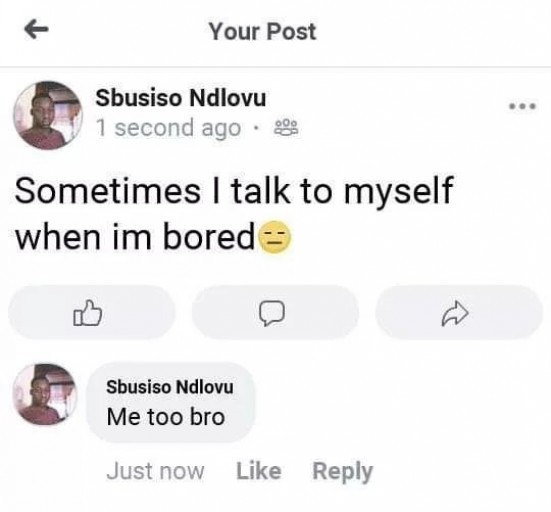 Your Post
Sbusiso Ndlovu
1 second ago ·
Sometimes I talk to myself
when im bored😑
Sbusiso Ndlovu
Me too bro
Just now Like Reply